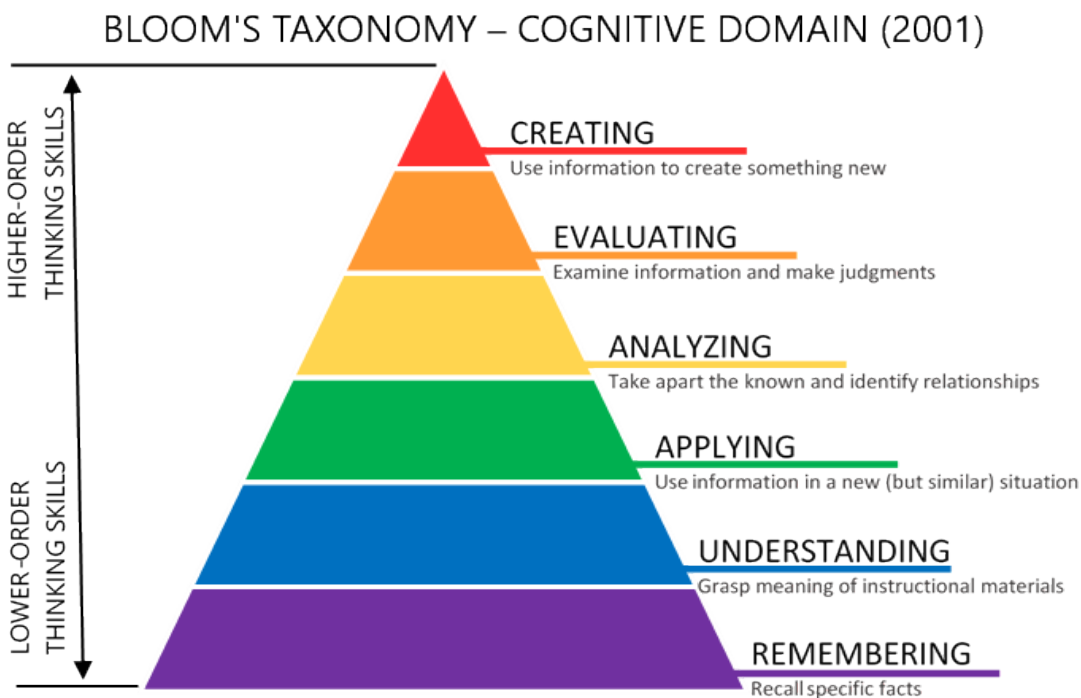 BLOOM'S TAXONOMY – COGNITIVE DOMAIN (2001)
HIGHER-ORDER
THINKING SKILLS
LOWER-ORDER
THINKING SKILLS
CREATING
Use information to create something new
EVALUATING
Examine information and make judgments
ANALYZING
Take apart the known and identify relationships
APPLYING
Use information in a new (but similar) situation
UNDERSTANDING
Grasp meaning of instructional materials
REMEMBERING
Recall specific facts